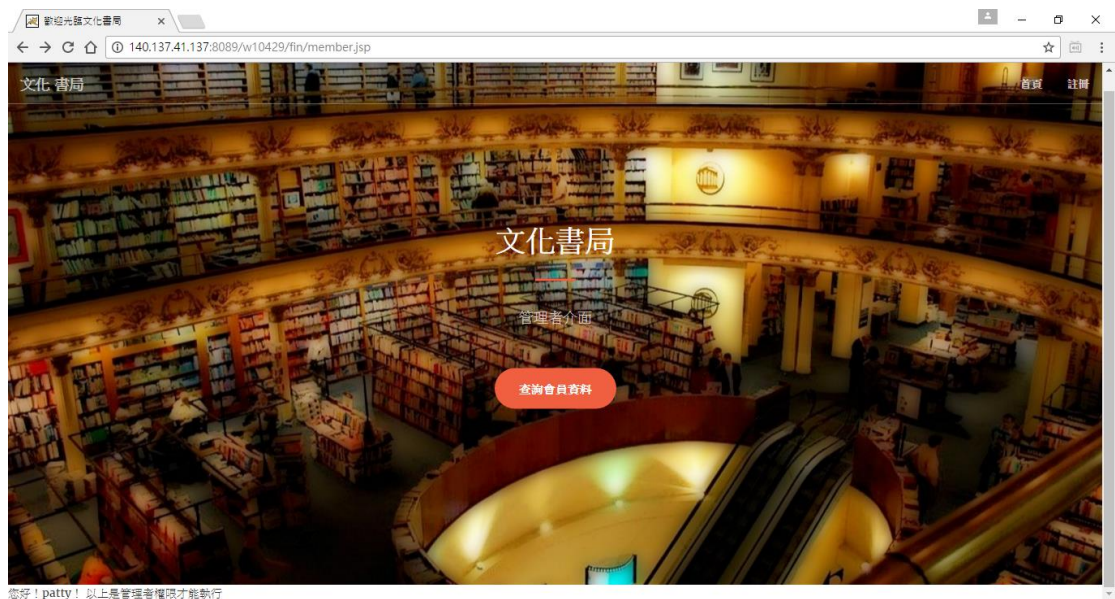 歡迎光臨文化書局
140.137.41.137:8089/w10429/fin/member.jsp
文化 書局
首頁 註冊
文化書局
管理者介面
查詢會員資料
您好！patty！ 以上是管理者權限才能執行